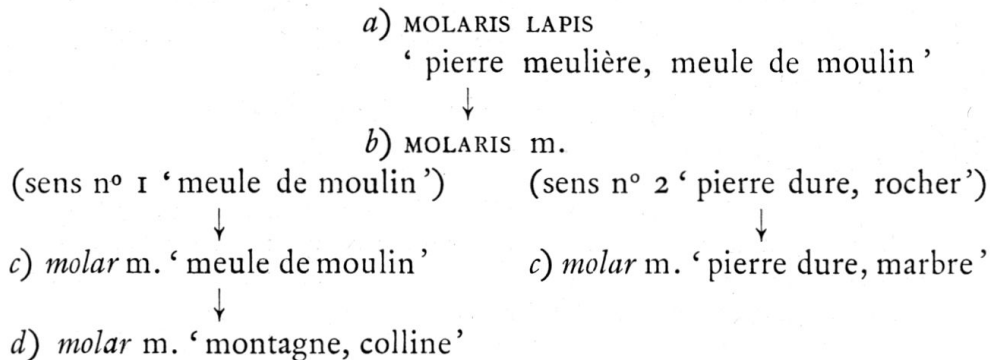 a) MOLARIS LAPIS
‘ pierre meulière, meule de moulin ’
↓
b) MOLARIS m.
(sens nº 1 ‘ meule de moulin ’) (sens n° 2 ‘ pierre dure, rocher’)
↓ ↓
c) molar m. ‘ meule de moulin ’ c) molar m. ‘ pierre dure, marbre ’
↓
d) molar m. ‘ montagne, colline ’